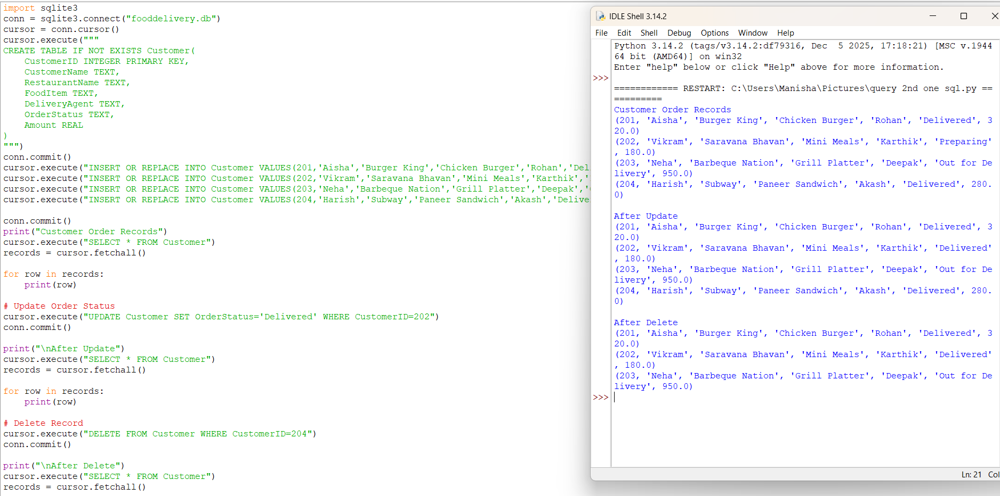 import sqlite3
conn = sqlite3.connect("fooddelivery.db")
cursor = conn.cursor()
cursor.execute("""
CREATE TABLE IF NOT EXISTS Customer(
    CustomerID INTEGER PRIMARY KEY,
    CustomerName TEXT,
    RestaurantName TEXT,
    FoodItem TEXT,
    DeliveryAgent TEXT,
    OrderStatus TEXT,
    Amount REAL
)
""")
conn.commit()
cursor.execute("INSERT OR REPLACE INTO Customer VALUES(201,'Aisha','Burger King','Chicken Burger','Rohan','Del
cursor.execute("INSERT OR REPLACE INTO Customer VALUES(202,'Vikram','Saravana Bhavan','Mini Meals','Karthik','
cursor.execute("INSERT OR REPLACE INTO Customer VALUES(203,'Neha','Barbeque Nation','Grill Platter','Deepak','
cursor.execute("INSERT OR REPLACE INTO Customer VALUES(204,'Harish','Subway','Paneer Sandwich','Akash','Delive
conn.commit()
print("Customer Order Records")
cursor.execute("SELECT * FROM Customer")
records = cursor.fetchall()
for row in records:
    print(row)
# Update Order Status
cursor.execute("UPDATE Customer SET OrderStatus='Delivered' WHERE CustomerID=202")
conn.commit()
print("\nAfter Update")
cursor.execute("SELECT * FROM Customer")
records = cursor.fetchall()
for row in records:
    print(row)
# Delete Record
cursor.execute("DELETE FROM Customer WHERE CustomerID=204")
conn.commit()
print("\nAfter Delete")
cursor.execute("SELECT * FROM Customer")
records = cursor.fetchall()
IDLE Shell 3.14.2
File Edit Shell Debug Options Window Help
Python 3.14.2 (tags/v3.14.2:df79316, Dec  5 2025, 17:18:21) [MSC v.1944
64 bit (AMD64)] on win32
Enter "help" below or click "Help" above for more information.
>>>
============ RESTART: C:\Users\Manisha\Pictures\query 2nd one sql.py ==
=========
Customer Order Records
(201, 'Aisha', 'Burger King', 'Chicken Burger', 'Rohan', 'Delivered', 3
20.0)
(202, 'Vikram', 'Saravana Bhavan', 'Mini Meals', 'Karthik', 'Preparing'
, 180.0)
(203, 'Neha', 'Barbeque Nation', 'Grill Platter', 'Deepak', 'Out for De
livery', 950.0)
(204, 'Harish', 'Subway', 'Paneer Sandwich', 'Akash', 'Delivered', 280.
0)
After Update
(201, 'Aisha', 'Burger King', 'Chicken Burger', 'Rohan', 'Delivered', 3
20.0)
(202, 'Vikram', 'Saravana Bhavan', 'Mini Meals', 'Karthik', 'Delivered'
, 180.0)
(203, 'Neha', 'Barbeque Nation', 'Grill Platter', 'Deepak', 'Out for De
livery', 950.0)
(204, 'Harish', 'Subway', 'Paneer Sandwich', 'Akash', 'Delivered', 280.
0)
After Delete
(201, 'Aisha', 'Burger King', 'Chicken Burger', 'Rohan', 'Delivered', 3
20.0)
(202, 'Vikram', 'Saravana Bhavan', 'Mini Meals', 'Karthik', 'Delivered'
, 180.0)
(203, 'Neha', 'Barbeque Nation', 'Grill Platter', 'Deepak', 'Out for De
livery', 950.0)
>>>
Ln: 21 Col